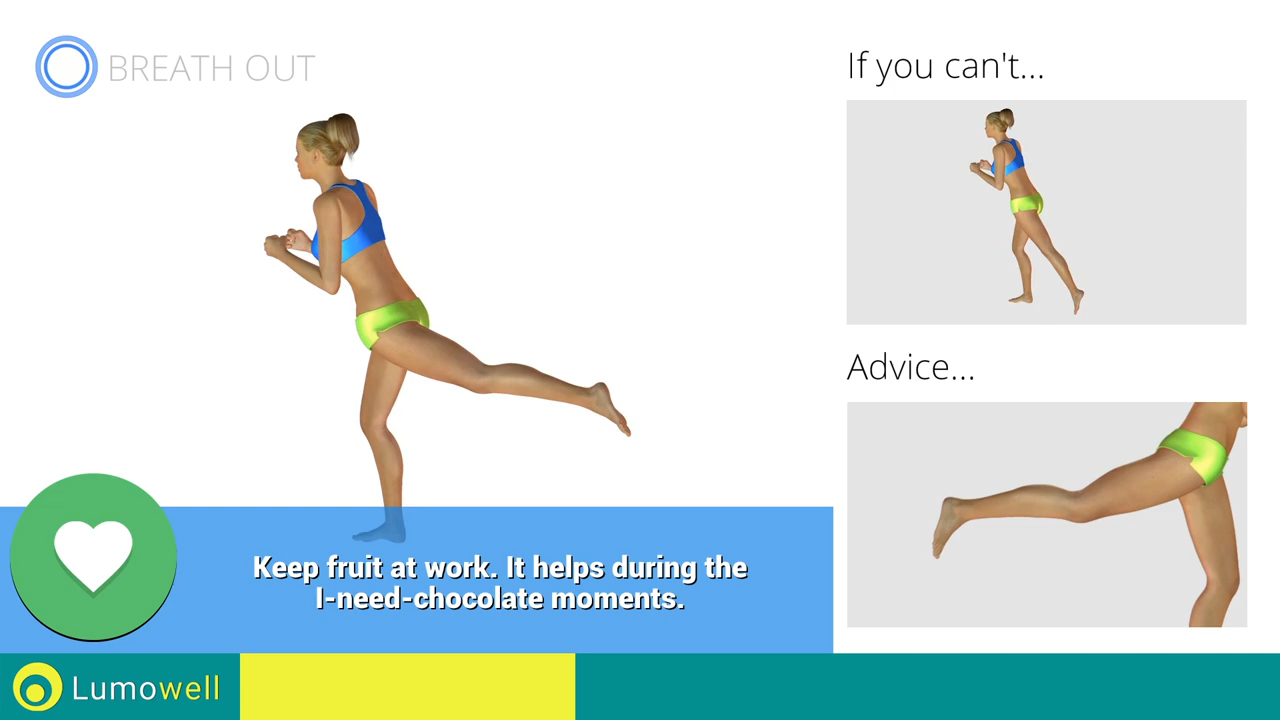 BREATH OUT
If you can't...
Advice...
Keep fruit at work. It helps during the
I-need-chocolate moments.
Lumowell